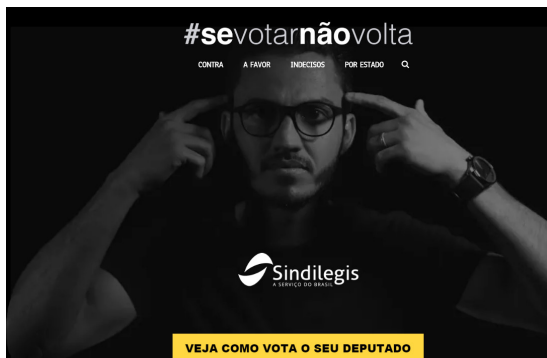 #sevotarnãovolta
CONTRA A FAVOR INDECISOS POR ESTADO
Sindilegis
A SERVIÇO DO BRASIL
VEJA COMO VOTA O SEU DEPUTADO